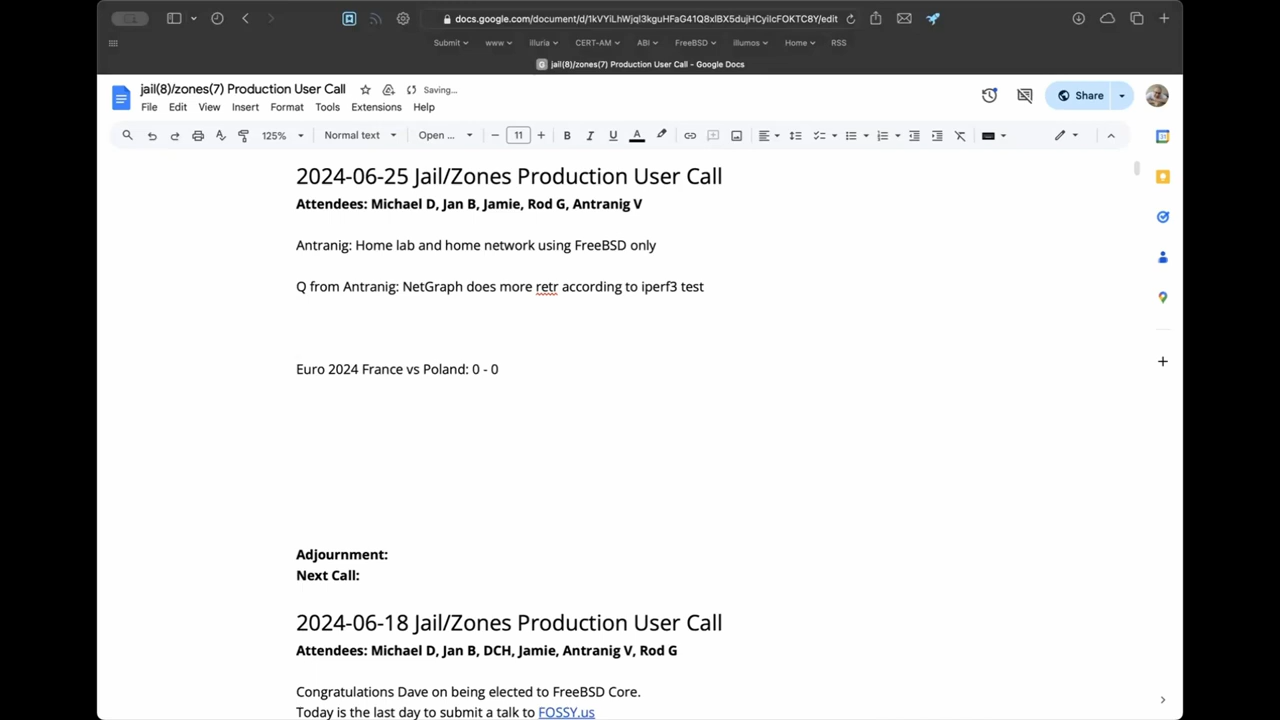 docs.google.com/document/d/1kVYiLhWjqI3kguHFaG41Q8xlBX5dujHCyilcFOKTC8Y/edit
Submit www illuria CERT-AM ABI FreeBSD illumos Home RSS
jail(8)/zones(7) Production User Call - Google Docs
jail(8)/zones(7) Production User Call Saving...
Share
File Edit View Insert Format Tools Extensions Help
125% Normal text Open ... 11 B I U A
2024-06-25 Jail/Zones Production User Call
Attendees: Michael D, Jan B, Jamie, Rod G, Antranig V
Antranig: Home lab and home network using FreeBSD only
Q from Antranig: NetGraph does more retr according to iperf3 test
Euro 2024 France vs Poland: 0 - 0
Adjournment:
Next Call:
2024-06-18 Jail/Zones Production User Call
Attendees: Michael D, Jan B, DCH, Jamie, Antranig V, Rod G
Congratulations Dave on being elected to FreeBSD Core.
Today is the last day to submit a talk to FOSSY.us